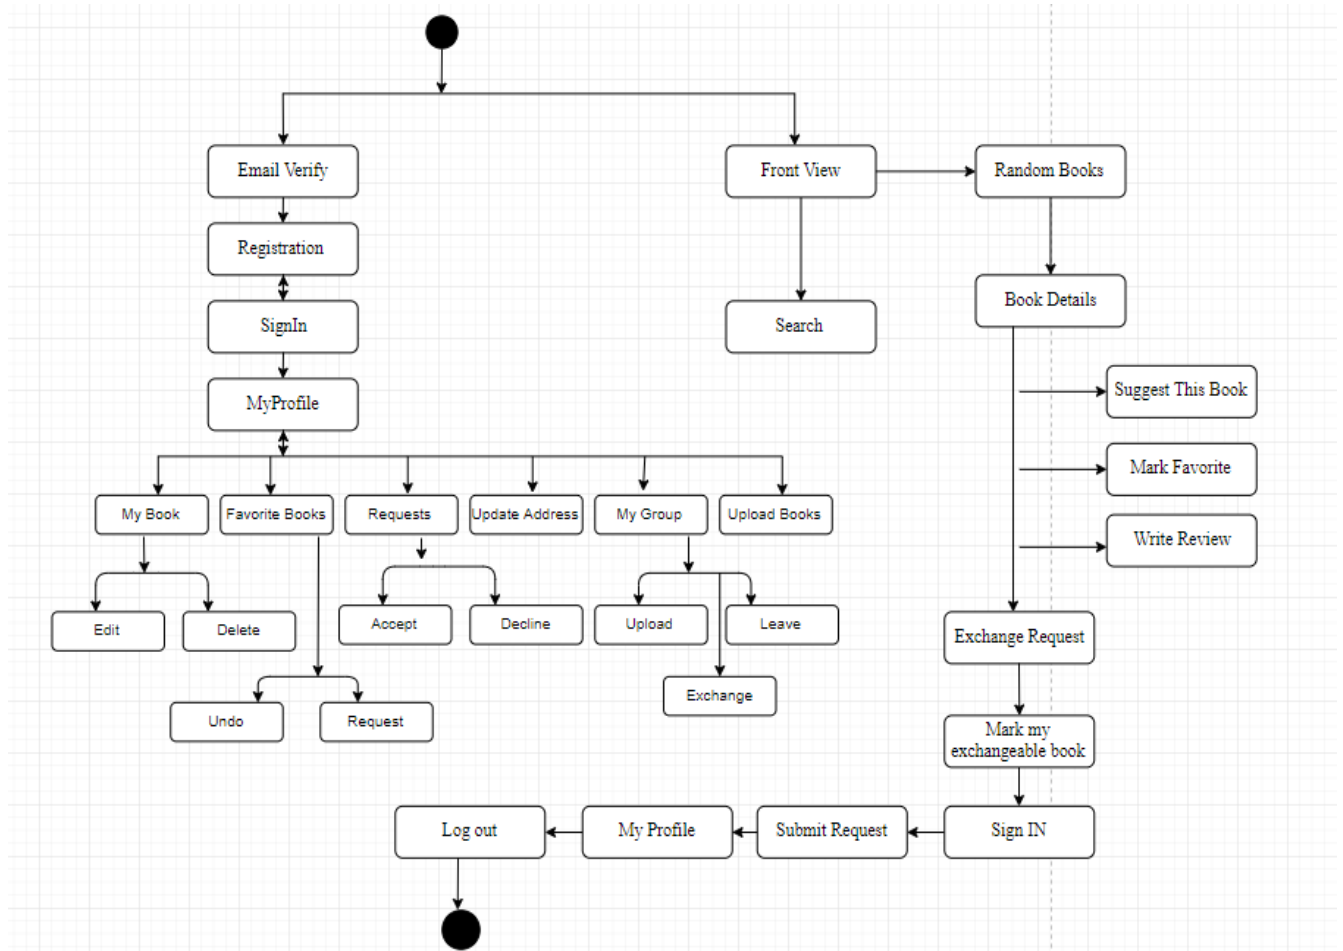 Email Verify
Front View
Random Books
Registration
Book Details
SignIn
Search
MyProfile
Suggest This Book
Mark Favorite
My Book
Favorite Books
Requests
Update Address
My Group
Upload Books
Write Review
Edit
Delete
Accept
Decline
Upload
Leave
Exchange Request
Exchange
Undo
Request
Mark my
exchangeable book
Log out
My Profile
Submit Request
Sign IN